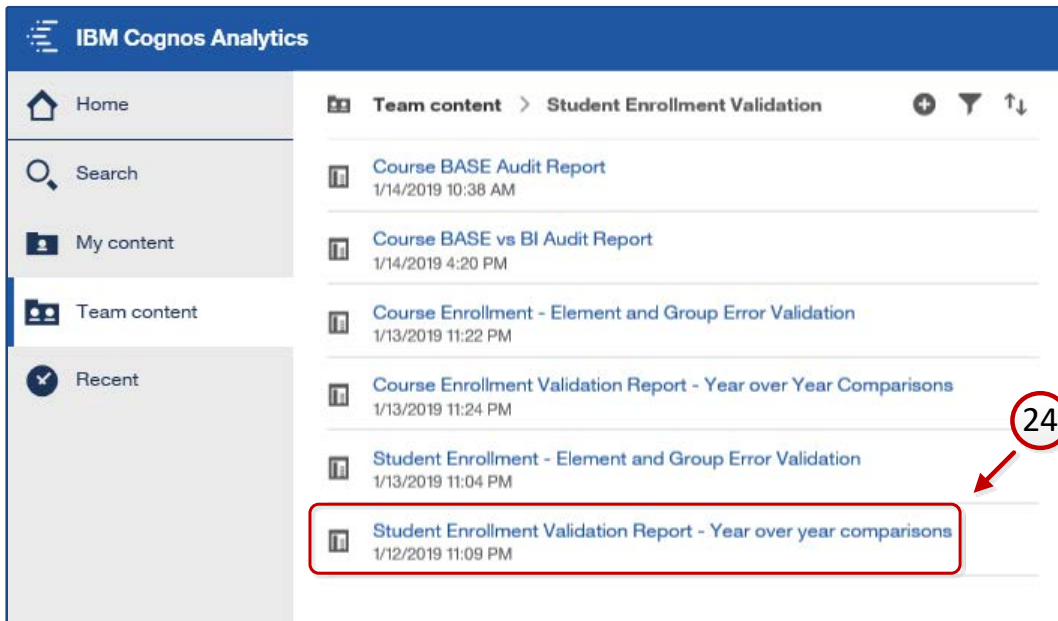 IBM Cognos Analytics
Home
Search
My content
Team content
Recent
Team content > Student Enrollment Validation
Course BASE Audit Report
1/14/2019 10:38 AM
Course BASE vs BI Audit Report
1/14/2019 4:20 PM
Course Enrollment - Element and Group Error Validation
1/13/2019 11:22 PM
Course Enrollment Validation Report - Year over Year Comparisons
1/13/2019 11:24 PM
24
Student Enrollment - Element and Group Error Validation
1/13/2019 11:04 PM
Student Enrollment Validation Report - Year over year comparisons
1/12/2019 11:09 PM